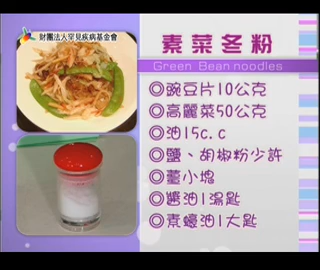 財團法人罕見疾病基金會
素菜冬粉
Green Bean noodles
◎豌豆片10公克
◎高麗菜50公克
◎油15c.c
◎鹽、胡椒粉少許
◎薑小塊
◎醬油1湯匙
◎素蠔油1大匙